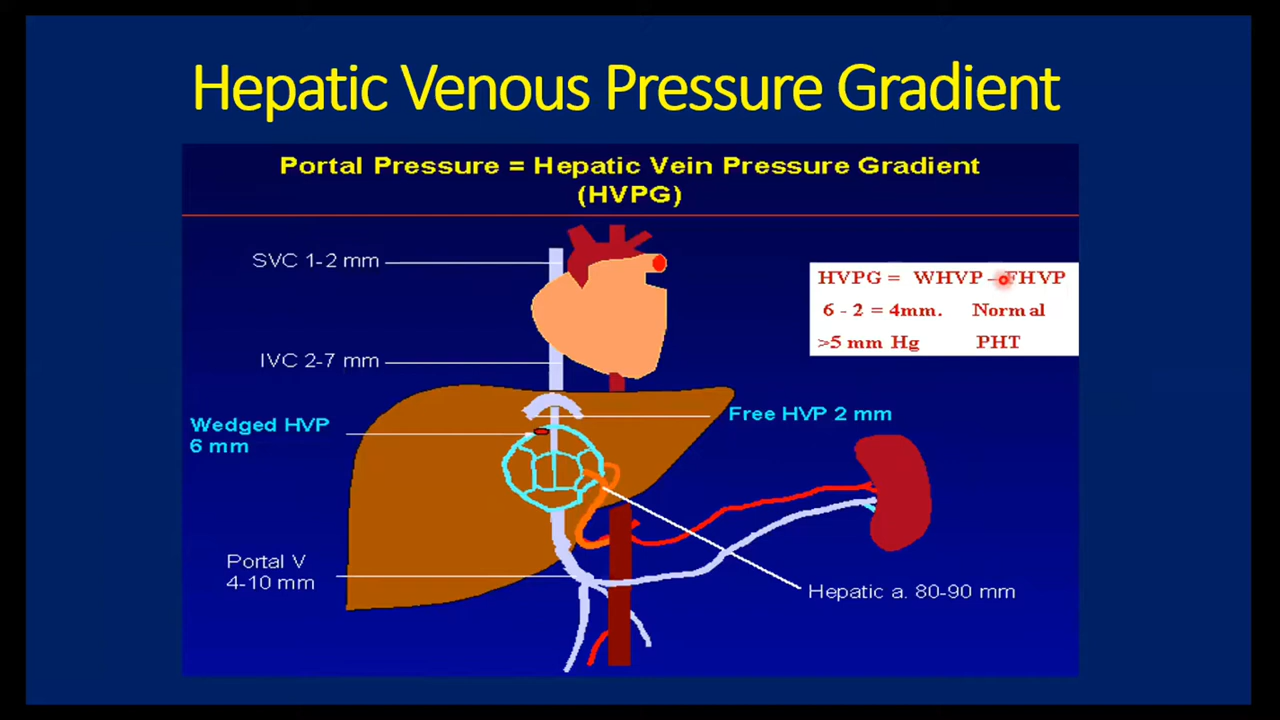 Hepatic Venous Pressure Gradient
Portal Pressure = Hepatic Vein Pressure Gradient
(HVPG)
SVC 1-2 mm
HVPG = WHVP - FHVP
6 - 2 = 4mm. Normal
>5 mm Hg PHT
IVC 2-7 mm
Wedged HVP
6 mm
Free HVP 2 mm
Portal V
4-10 mm
Hepatic a. 80-90 mm